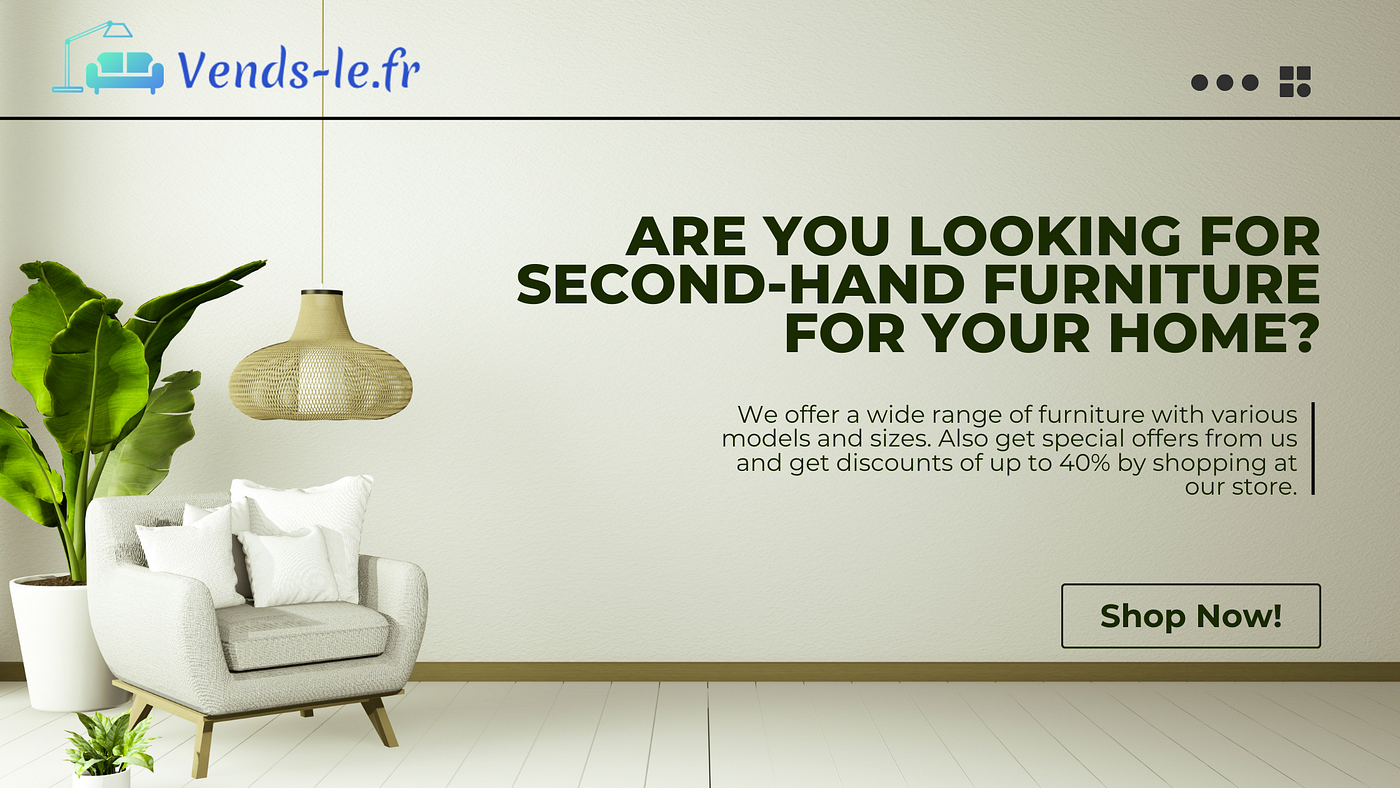 Vends-le.fr
ARE YOU LOOKING FOR
SECOND-HAND FURNITURE
FOR YOUR HOME?
We offer a wide range of furniture with various
models and sizes. Also get special offers from us
and get discounts of up to 40% by shopping at
our store.
Shop Now!